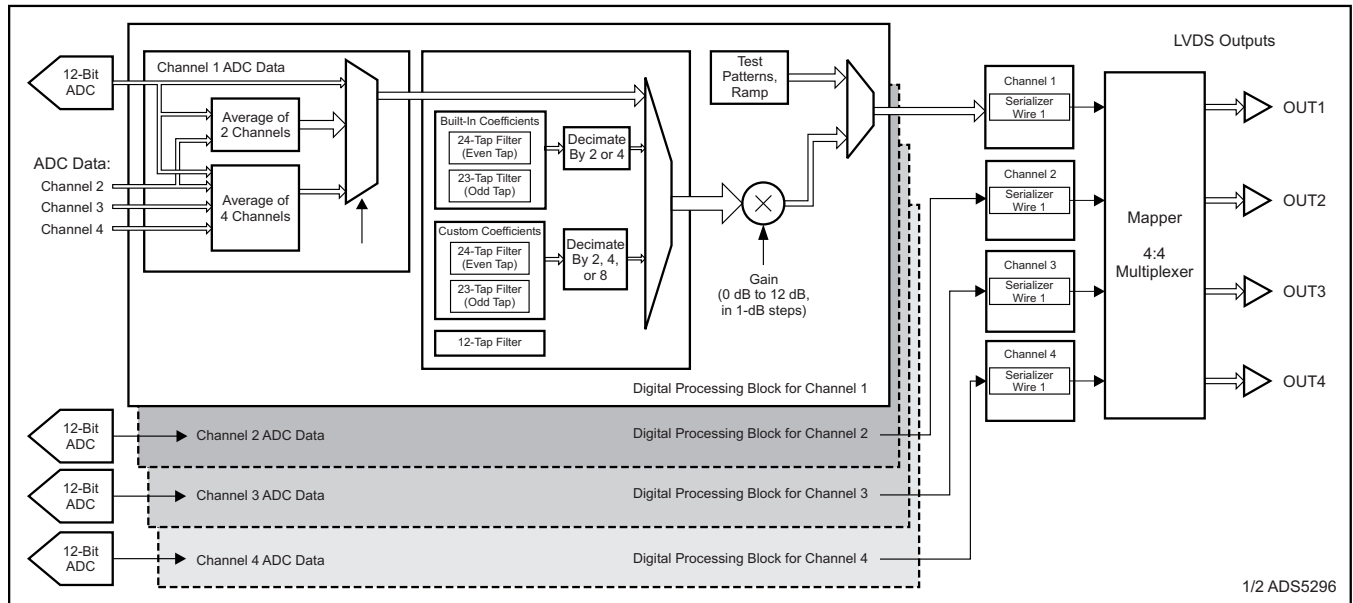 LVDS Outputs
12-Bit
ADC
Channel 1 ADC Data
Average of
2 Channels
ADC Data:
Channel 2
Channel 3
Channel 4
Average of
4 Channels
Built-In Coefficients
24-Tap Filter
(Even Tap)
23-Tap Tilter
(Odd Tap)
Decimate
By 2 or 4
Custom Coefficients
24-Tap Filter
(Even Tap)
23-Tap Filter
(Odd Tap)
Decimate
By 2, 4,
or 8
12-Tap Filter
Test
Patterns,
Ramp
Gain
(0 dB to 12 dB,
in 1-dB steps)
Digital Processing Block for Channel 1
12-Bit
ADC
Channel 2 ADC Data
Digital Processing Block for Channel 2
12-Bit
ADC
Channel 3 ADC Data
Digital Processing Block for Channel 3
12-Bit
ADC
Channel 4 ADC Data
Digital Processing Block for Channel 4
Channel 1
Serializer
Wire 1
Channel 2
Serializer
Wire 1
Channel 3
Serializer
Wire 1
Channel 4
Serializer
Wire 1
Mapper
4:4
Multiplexer
OUT1
OUT2
OUT3
OUT4
1/2 ADS5296